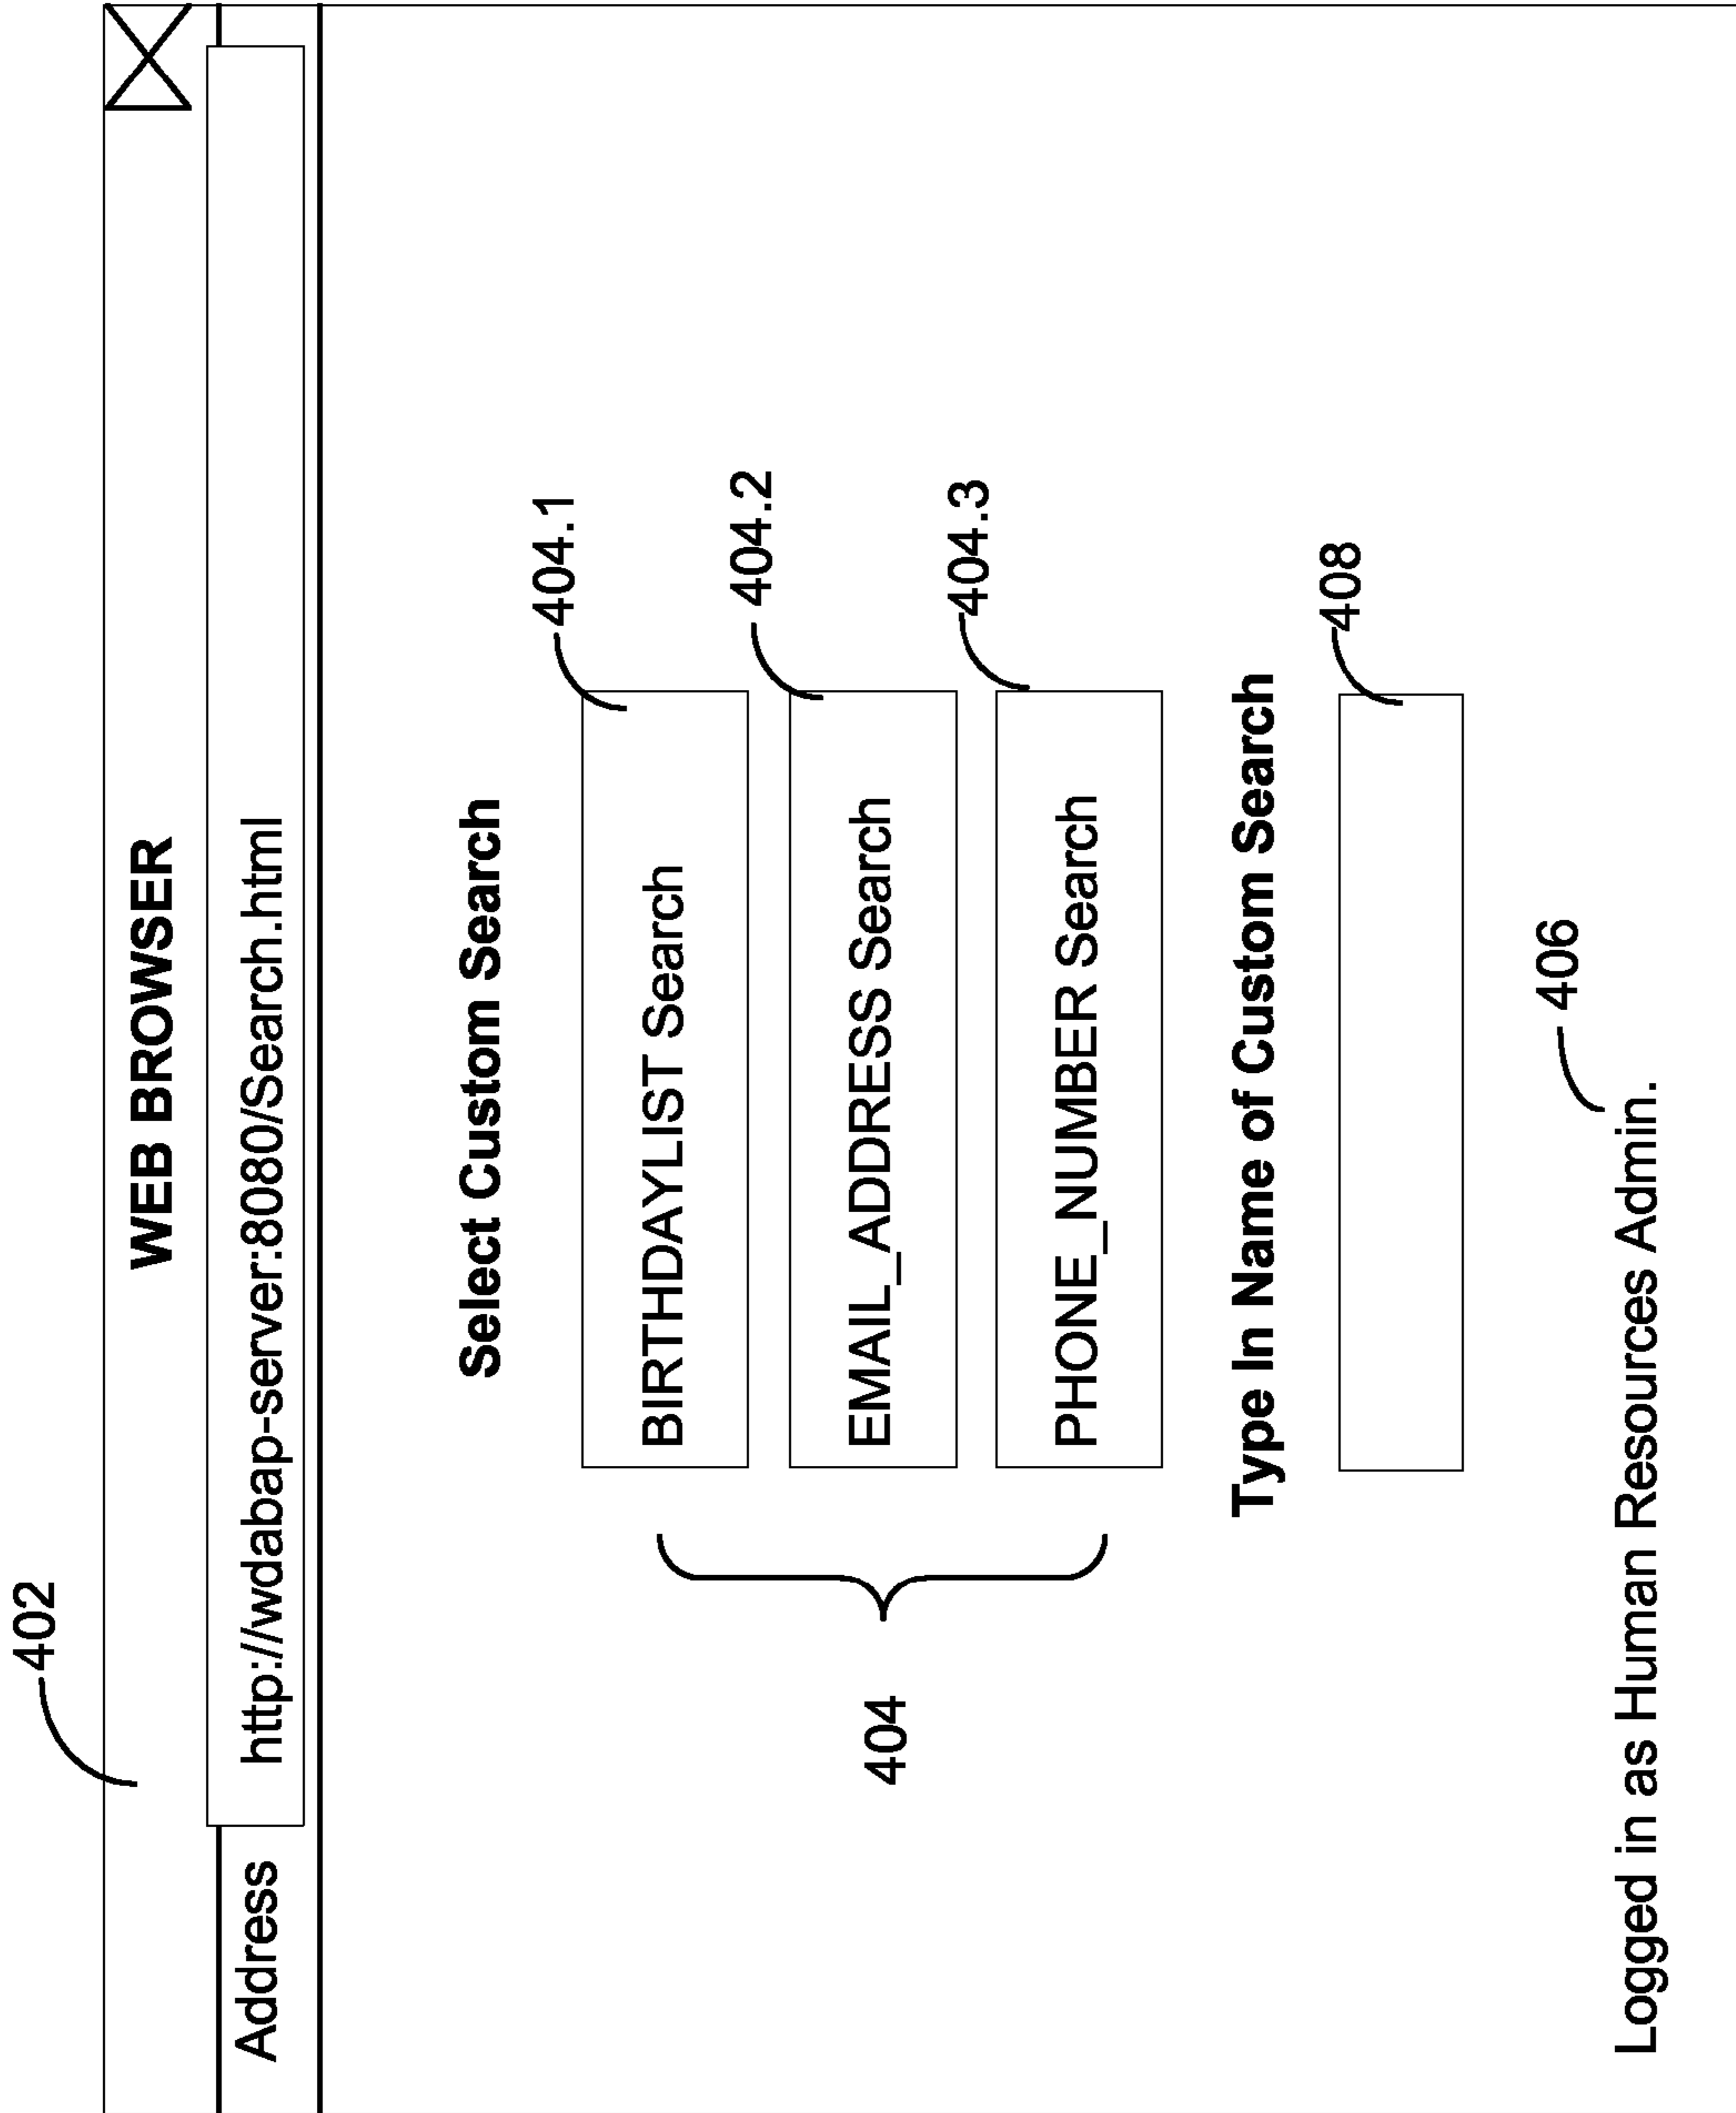 402
WEB BROWSER
Address http://wdabap-server:8080/Search.html
Select Custom Search
404.1
BIRTHDAYLIST Search
404.2
404
EMAIL_ADDRESS Search
404.3
PHONE_NUMBER Search
Type In Name of Custom Search
408
406
Logged in as Human Resources Admin.